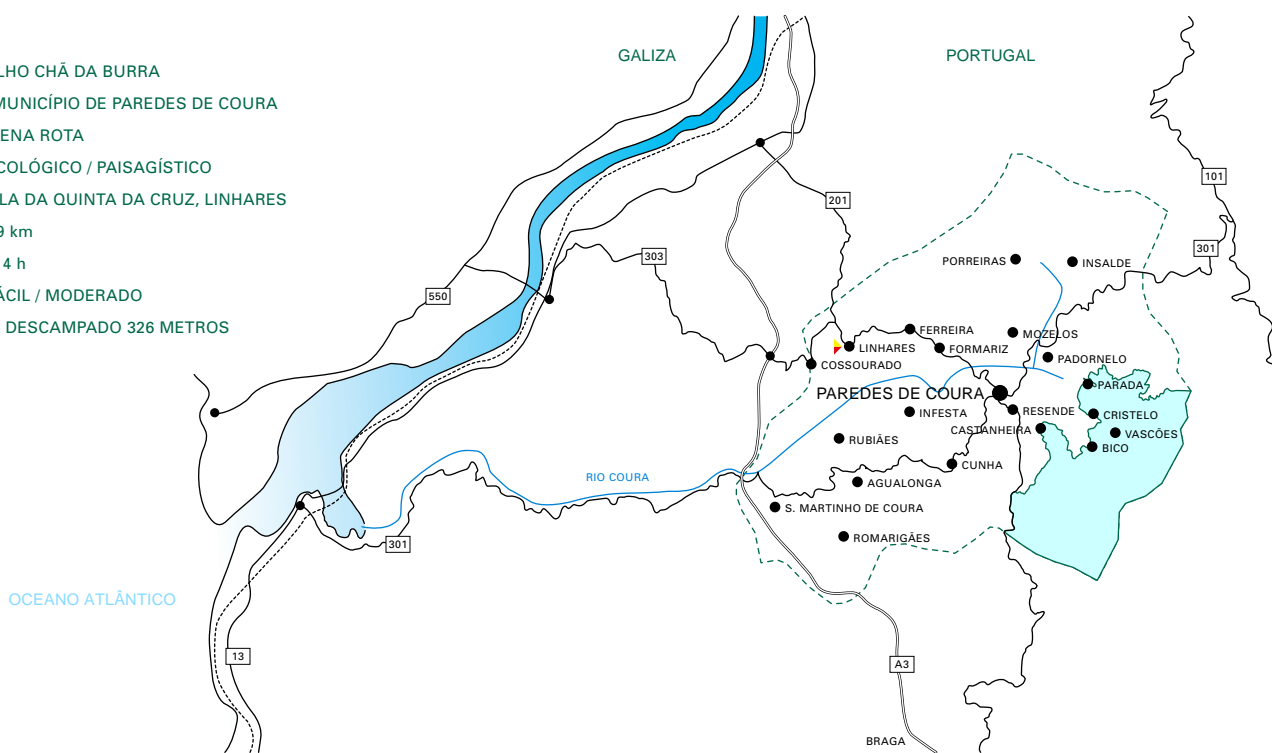 GALIZA
PORTUGAL
LHO CHÃ DA BURRA
MUNICÍPIO DE PAREDES DE COURA
ENA ROTA
COLÓGICO / PAISAGÍSTICO
LA DA QUINTA DA CRUZ, LINHARES
9 km
4 h
ÁCIL / MODERADO
DESCAMPADO 326 METROS
101
201
301
303
550
PORREIRAS
INSALDE
FERREIRA
MOZELOS
LINHARES
FORMARIZ
COSSOURADO
PADORNELO
PARADA
PAREDES DE COURA
INFESTA
RESENDE
CRISTELO
CASTANHEIRA
VASCÕES
RUBIÃES
BICO
CUNHA
RIO COURA
AGUALONGA
S. MARTINHO DE COURA
ROMARIGÃES
301
OCEANO ATLÂNTICO
13
A3
BRAGA